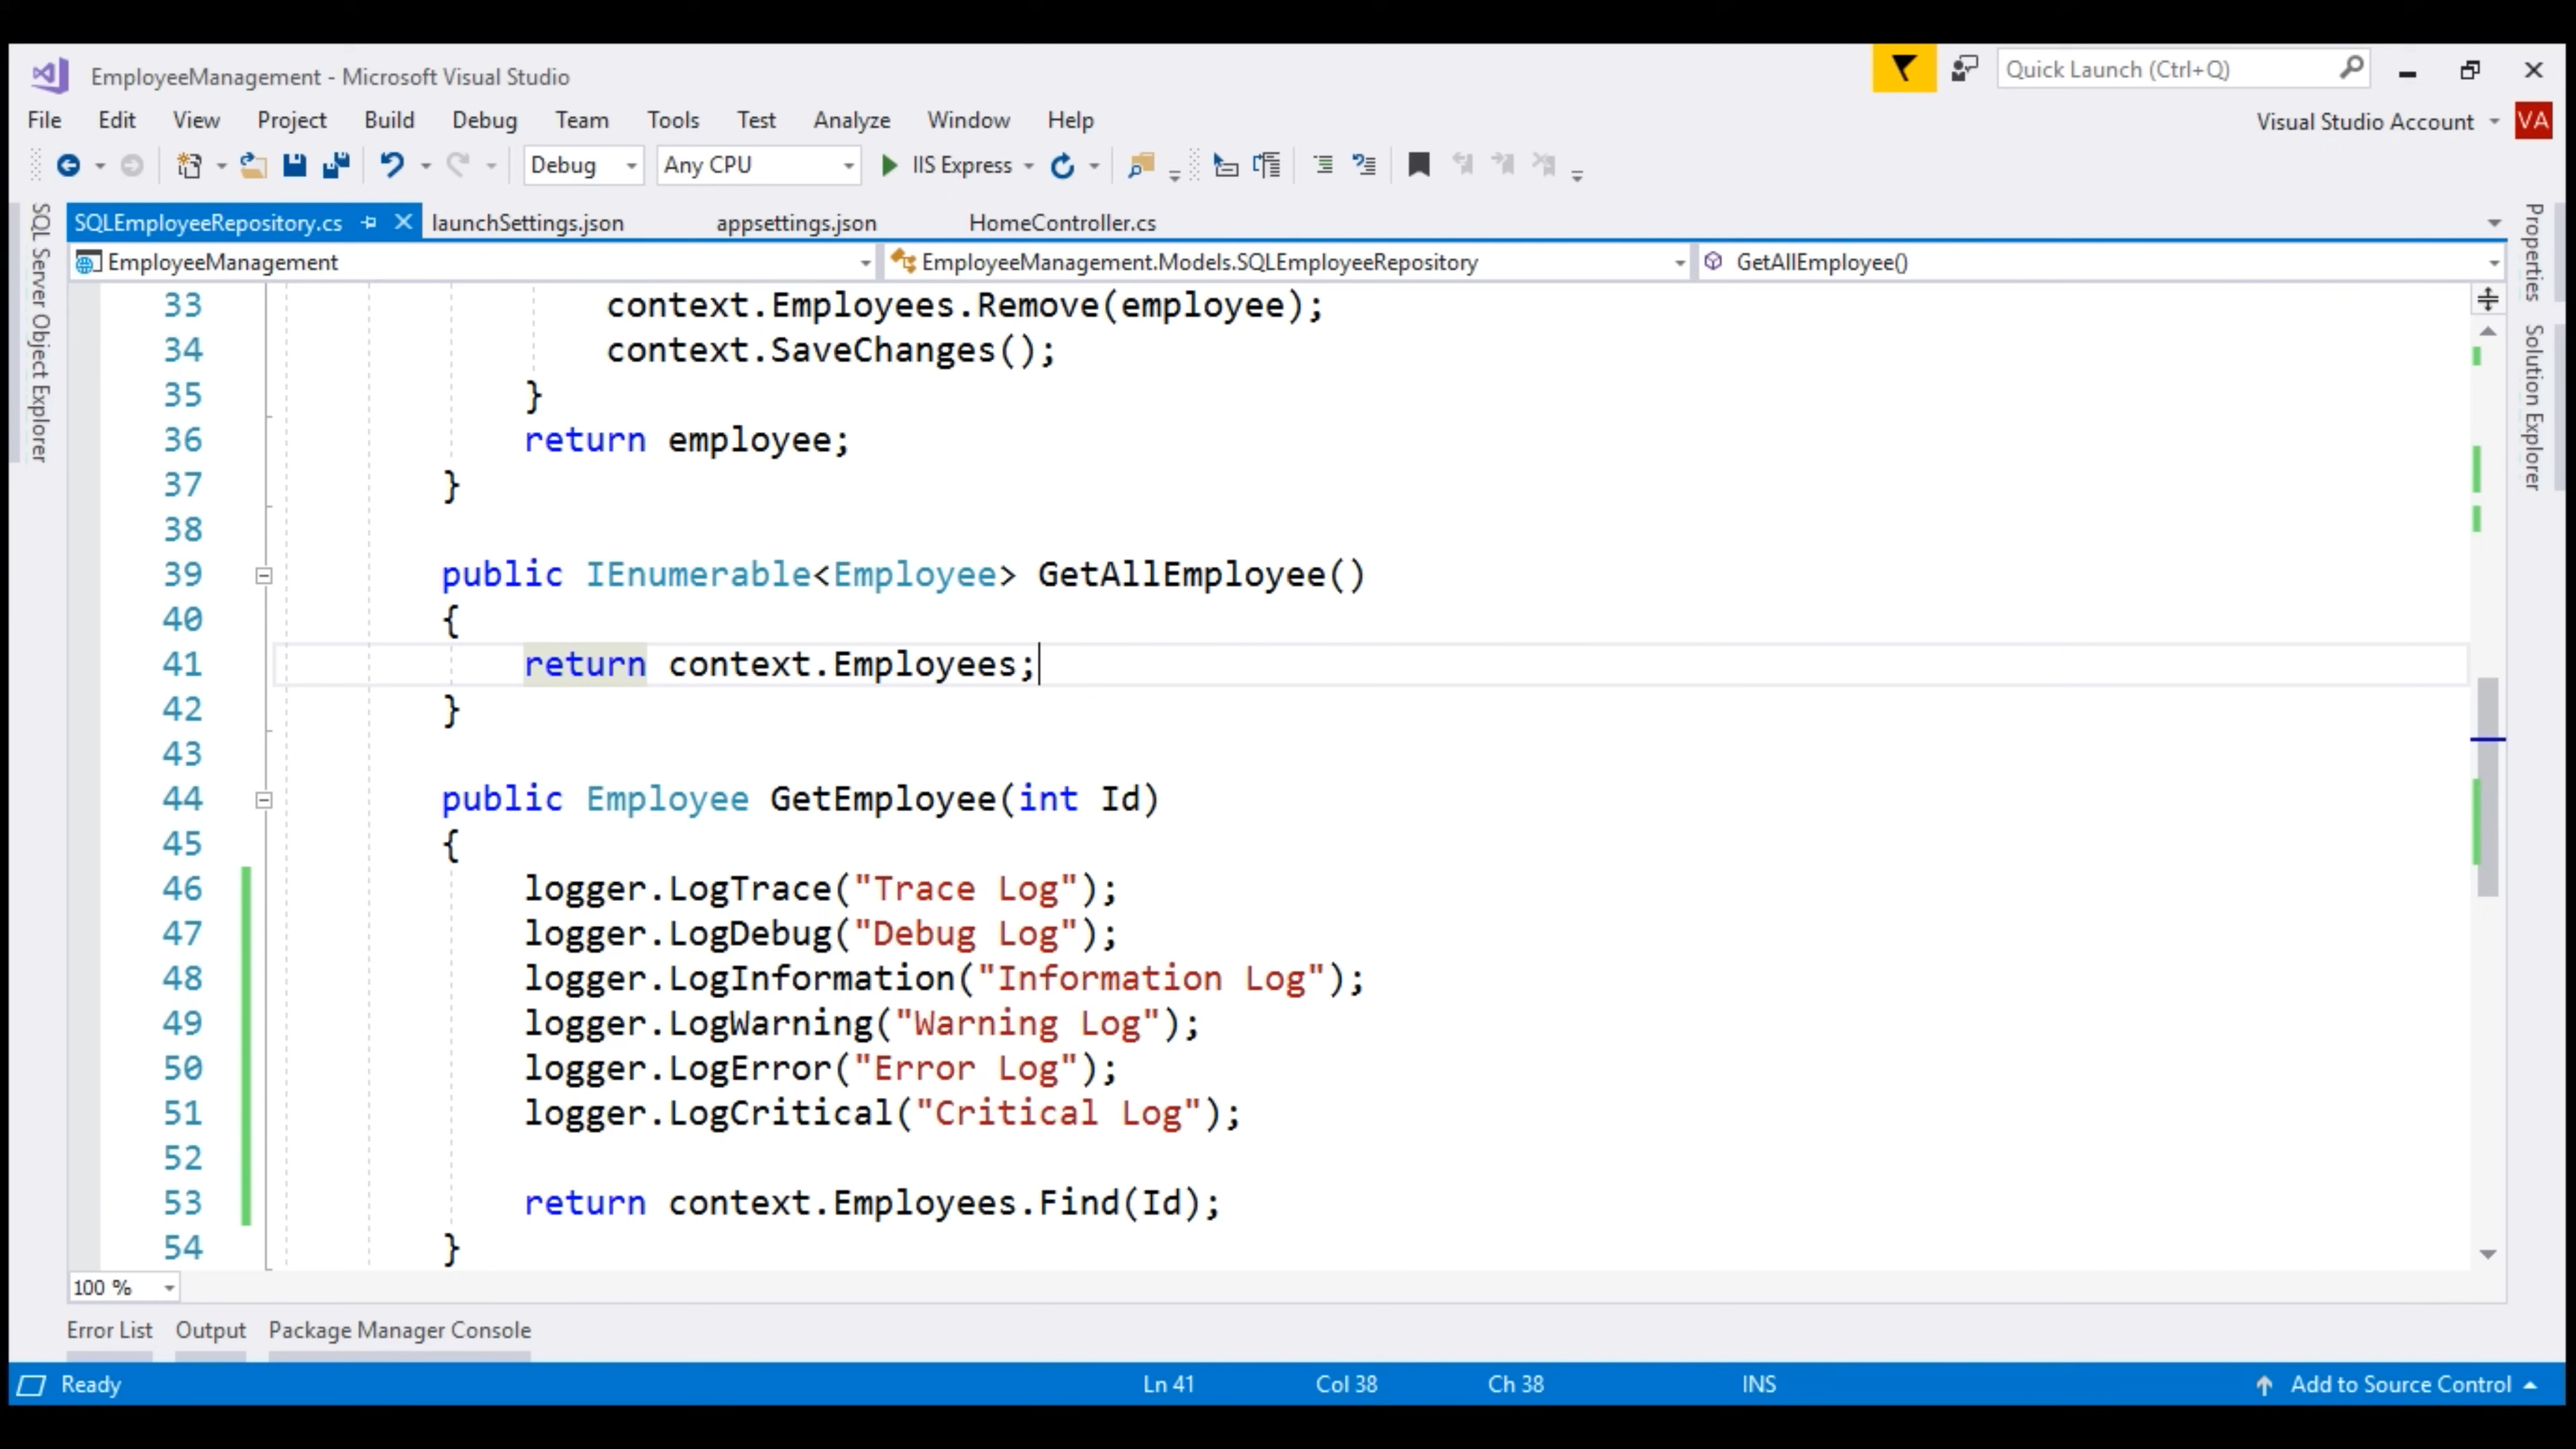 EmployeeManagement - Microsoft Visual Studio
Quick Launch (Ctrl+Q)
File Edit View Project Build Debug Team Tools Test Analyze Window Help
Visual Studio Account VA
Debug Any CPU IIS Express
SQLEmployeeRepository.cs launchSettings.json appsettings.json HomeController.cs
EmployeeManagement EmployeeManagement.Models.SQLEmployeeRepository GetAllEmployee()
SQL Server Object Explorer
33 context.Employees.Remove(employee);
34 context.SaveChanges();
35 }
36 return employee;
37 }
38
39 public IEnumerable<Employee> GetAllEmployee()
40 {
41 return context.Employees;
42 }
43
44 public Employee GetEmployee(int Id)
45 {
46 logger.LogTrace("Trace Log");
47 logger.LogDebug("Debug Log");
48 logger.LogInformation("Information Log");
49 logger.LogWarning("Warning Log");
50 logger.LogError("Error Log");
51 logger.LogCritical("Critical Log");
52
53 return context.Employees.Find(Id);
54 }
Properties
Solution Explorer
100 %
Error List Output Package Manager Console
Ready Ln 41 Col 38 Ch 38 INS Add to Source Control